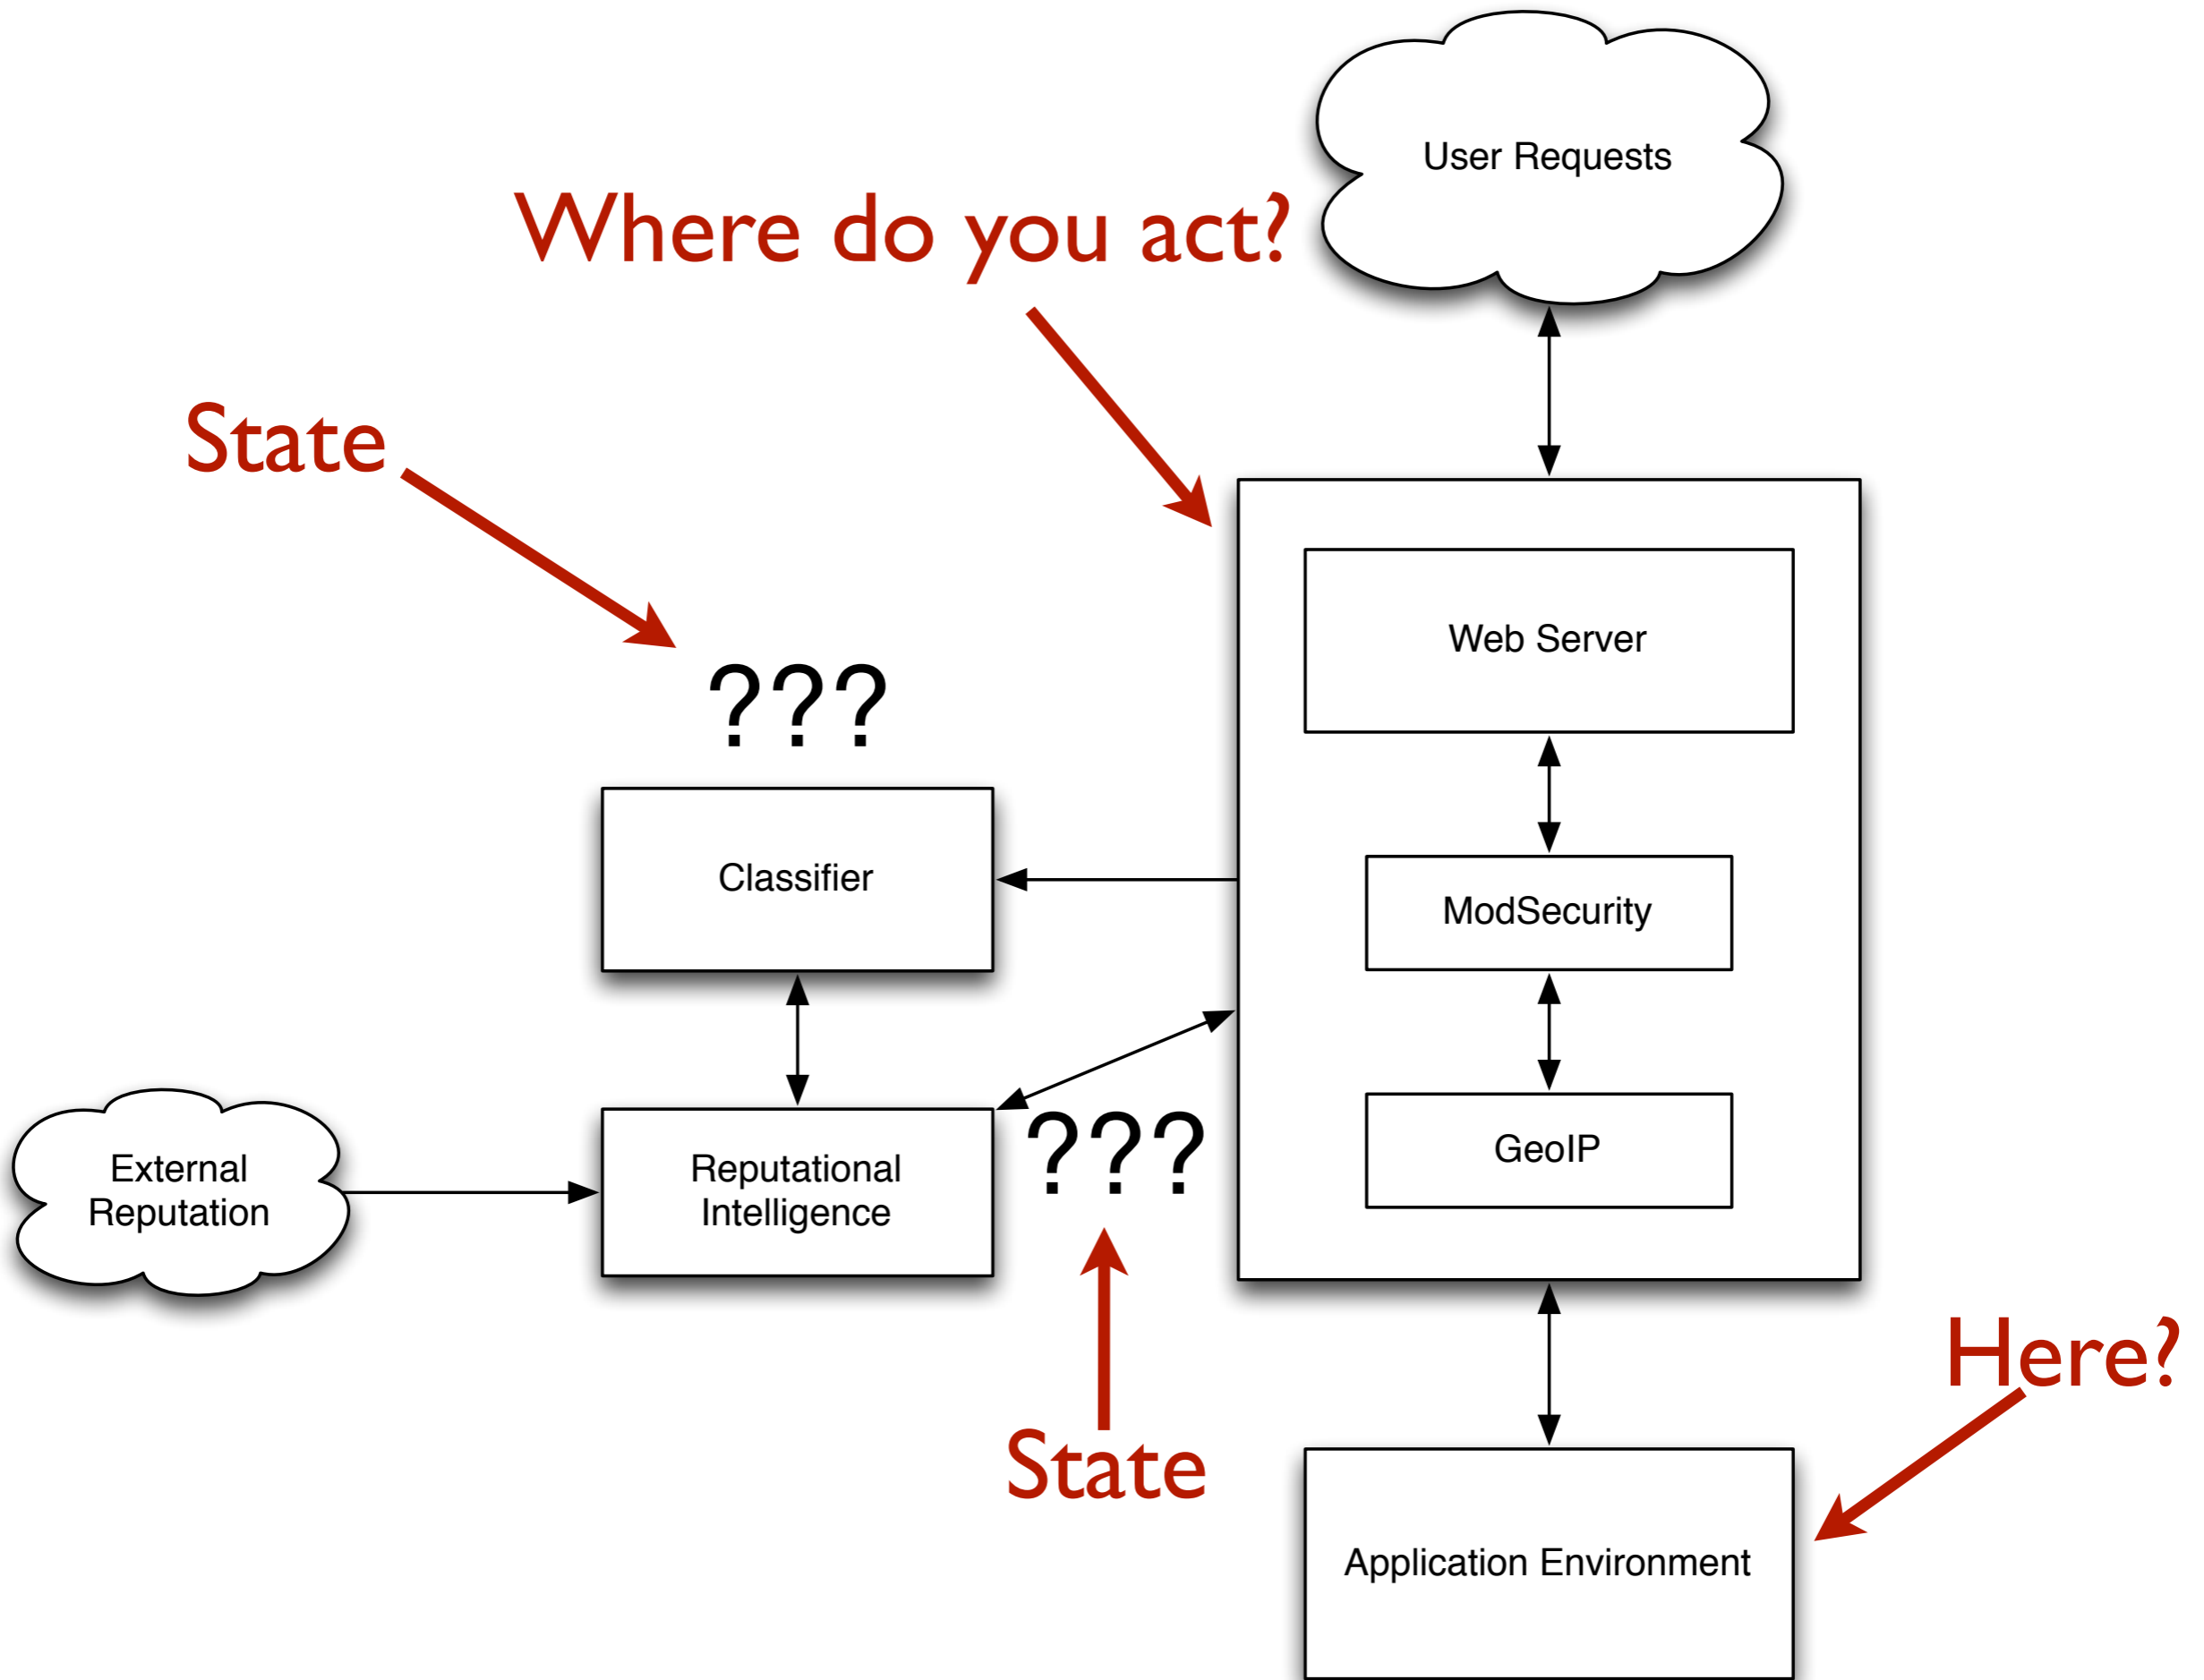 User Requests
Where do you act?
State
Web Server
???
Classifier
ModSecurity
External
Reputation
Reputational
Intelligence
???
GeoIP
Here?
State
Application Environment